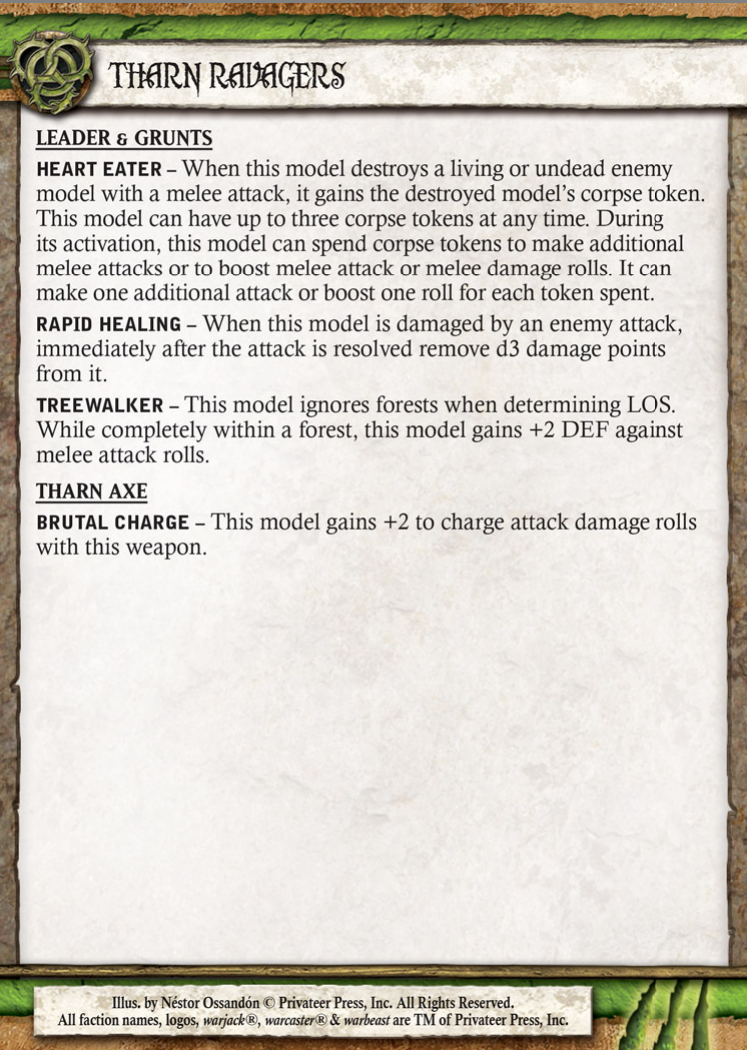 THARN RAVAGERS
LEADER & GRUNTS
HEART EATER – When this model destroys a living or undead enemy
model with a melee attack, it gains the destroyed model's corpse token.
This model can have up to three corpse tokens at any time. During
its activation, this model can spend corpse tokens to make additional
melee attacks or to boost melee attack or melee damage rolls. It can
make one additional attack or boost one roll for each token spent.
RAPID HEALING – When this model is damaged by an enemy attack,
immediately after the attack is resolved remove d3 damage points
from it.
TREEWALKER – This model ignores forests when determining LOS.
While completely within a forest, this model gains +2 DEF against
melee attack rolls.
THARN AXE
BRUTAL CHARGE – This model gains +2 to charge attack damage rolls
with this weapon.
Illus. by Néstor Ossandón © Privateer Press, Inc. All Rights Reserved.
All faction names, logos, warjack®, warcaster® & warbeast are TM of Privateer Press, Inc.